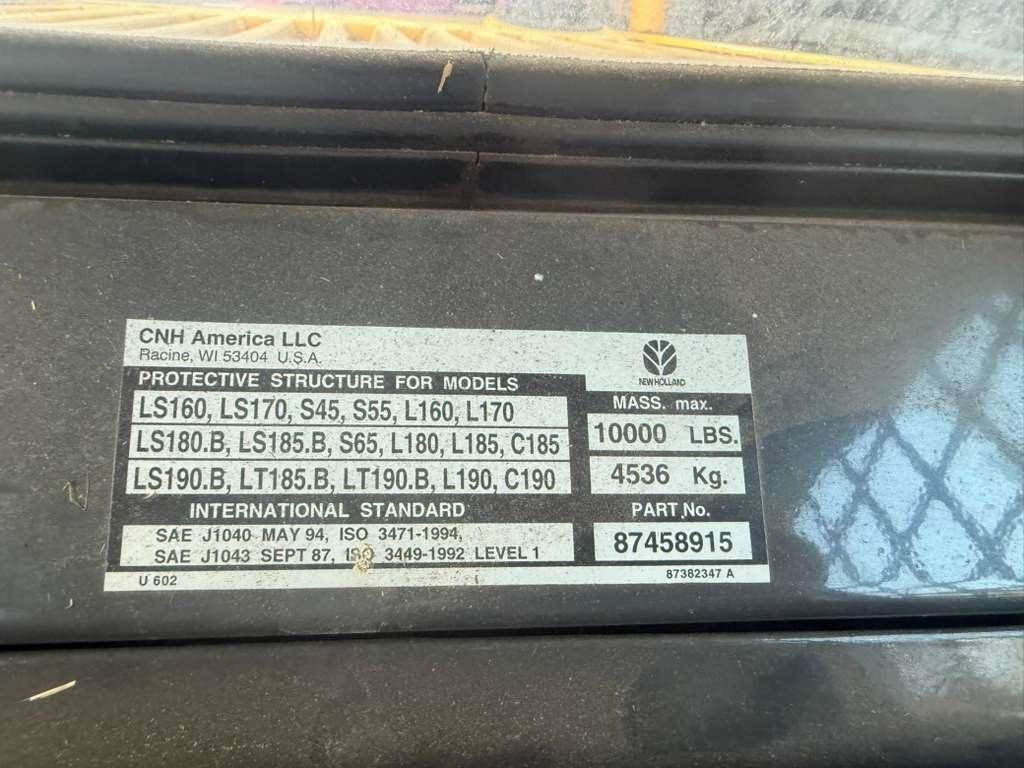 CNH America LLC
Racine, WI 53404 U.S.A.
NEW HOLLAND
PROTECTIVE STRUCTURE FOR MODELS
LS160, LS170, S45, S55, L160, L170
LS180.B, LS185.B, S65, L180, L185, C185
LS190.B, LT185.B, LT190.B, L190, C190
MASS. max.
10000 LBS.
4536 Kg.
INTERNATIONAL STANDARD
SAE J1040 MAY 94, ISO 3471-1994,
SAE J1043 SEPT 87, ISO 3449-1992 LEVEL 1
PART No.
87458915
U 602
87382347 A